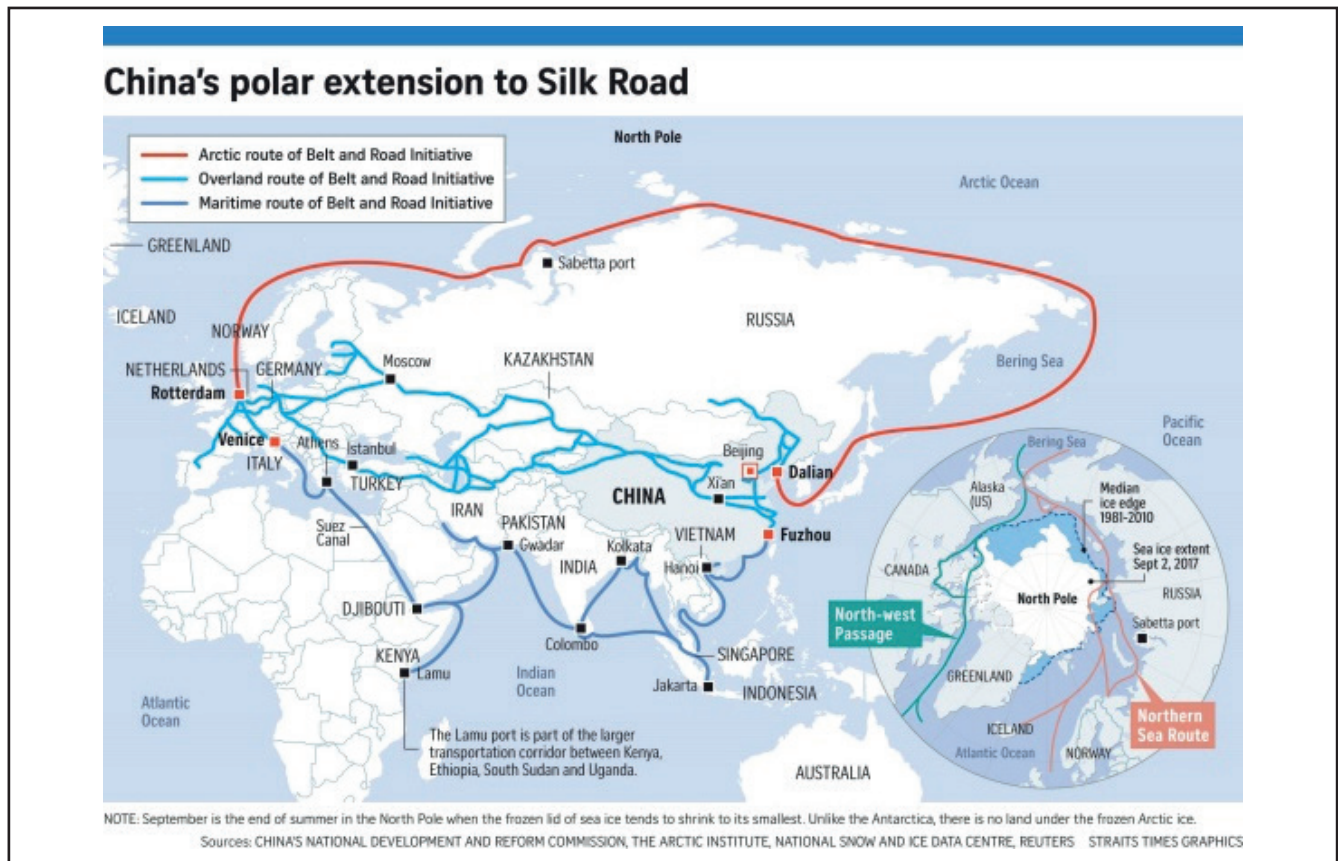 China's polar extension to Silk Road
Arctic route of Belt and Road Initiative
Overland route of Belt and Road Initiative
Maritime route of Belt and Road Initiative
North Pole
Arctic Ocean
GREENLAND
Sabetta port
ICELAND
NORWAY
RUSSIA
Bering Sea
NETHERLANDS
GERMANY
Moscow
KAZAKHSTAN
Rotterdam
Pacific
Ocean
Venice
Athens
Istanbul
ITALY
TURKEY
Beijing
Dalian
Xi'an
CHINA
IRAN
Suez
Canal
PAKISTAN
Gwadar
Kolkata
VIETNAM
Fuzhou
INDIA
Hanoi
DJIBOUTI
Colombo
SINGAPORE
KENYA
Lamu
Indian
Ocean
Jakarta
INDONESIA
Atlantic
Ocean
The Lamu port is part of the larger
transportation corridor between Kenya,
Ethiopia, South Sudan and Uganda.
AUSTRALIA
Bering Sea
Alaska
(US)
Median
ice edge
1981-2010
Sea ice extent
Sept 2, 2017
CANADA
North Pole
RUSSIA
North-west
Passage
Sabetta port
GREENLAND
ICELAND
Northern
Sea Route
Atlantic Ocean
NORWAY
NOTE: September is the end of summer in the North Pole when the frozen lid of sea ice tends to shrink to its smallest. Unlike the Antarctica, there is no land under the frozen Arctic ice.
Sources: CHINA'S NATIONAL DEVELOPMENT AND REFORM COMMISSION, THE ARCTIC INSTITUTE, NATIONAL SNOW AND ICE DATA CENTRE, REUTERS STRAITS TIMES GRAPHICS